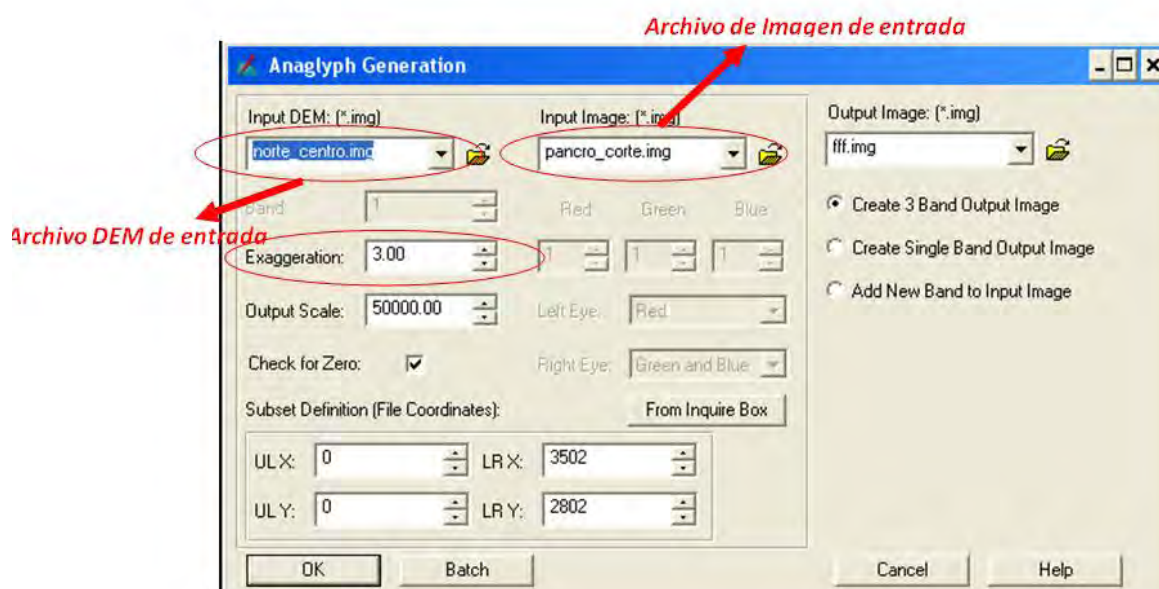 Archivo de Imagen de entrada
Anaglyph Generation
Input DEM: (*.img)
Input Image: (*.img)
Output Image: (*.img)
norte_centro.img
pancro_corte.img
fff.img
Band
1
Red
Green
Blue
Create 3 Band Output Image
Archivo DEM de entrada
Exaggeration:
3.00
1
1
1
Create Single Band Output Image
Output Scale:
50000.00
Left Eye:
Red
Add New Band to Input Image
Check for Zero:
Right Eye:
Green and Blue
Subset Definition (File Coordinates):
From Inquire Box
UL X:
0
LR X:
3502
UL Y:
0
LR Y:
2802
OK
Batch
Cancel
Help